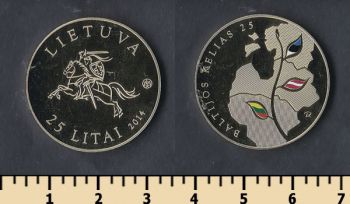 LIETUVA
25 LITAI 2014
BALTIJOS KELIAS 25
1 2 3 4 5 6 7